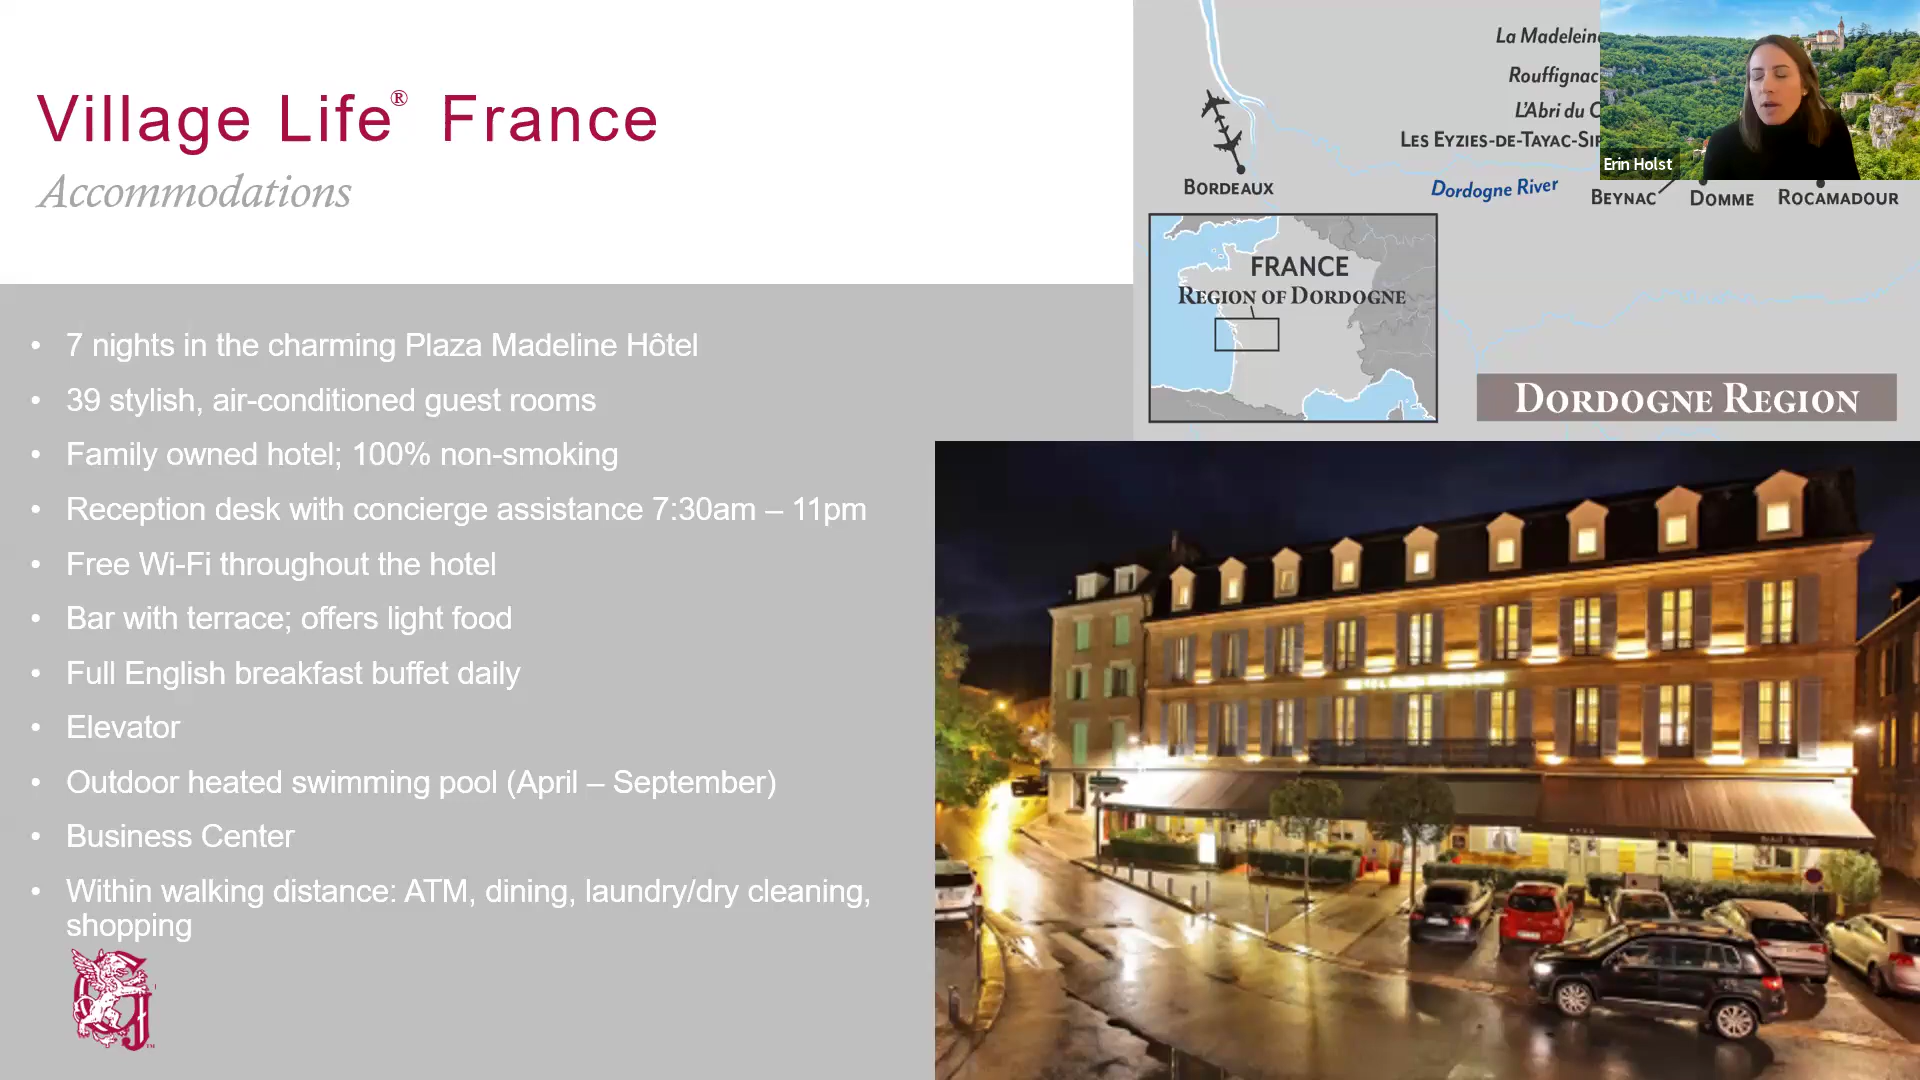 Village Life® France
Accommodations
• 7 nights in the charming Plaza Madeline Hôtel
• 39 stylish, air-conditioned guest rooms
• Family owned hotel; 100% non-smoking
• Reception desk with concierge assistance 7:30am – 11pm
• Free Wi-Fi throughout the hotel
• Bar with terrace; offers light food
• Full English breakfast buffet daily
• Elevator
• Outdoor heated swimming pool (April – September)
• Business Center
• Within walking distance: ATM, dining, laundry/dry cleaning,
shopping
La Madelein
Rouffignac
L'Abri du C
LES EYZIES-DE-TAYAC-SI
Erin Holst
BORDEAUX
Dordogne River
BEYNAC
DOMME
ROCAMADOUR
FRANCE
REGION OF DORDOGNE
DORDOGNE REGION